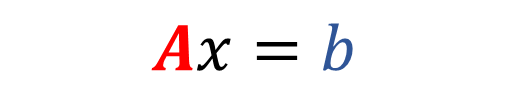 Ax = b